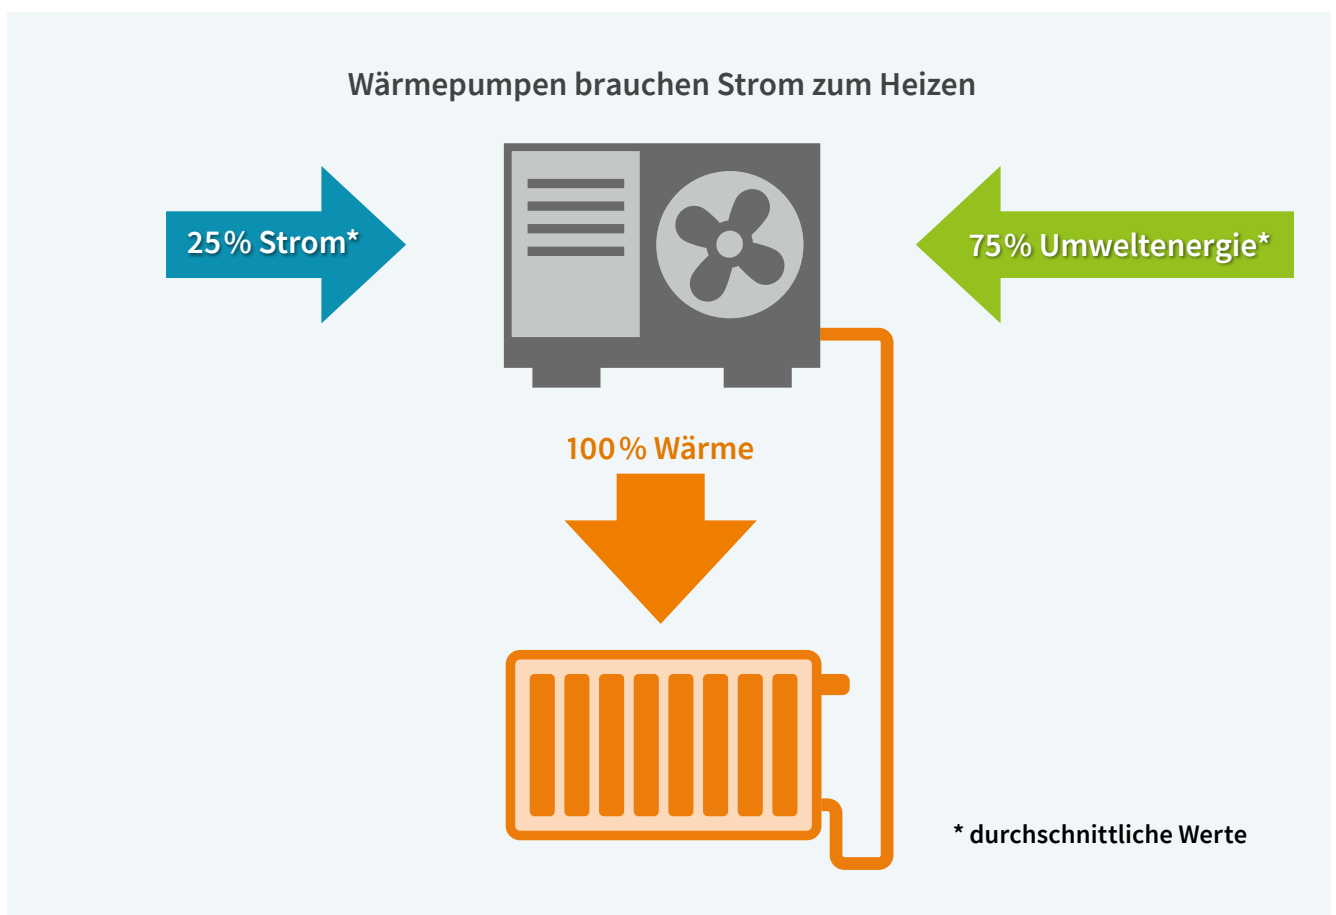 Wärmepumpen brauchen Strom zum Heizen
25% Strom*
75% Umweltenergie*
100% Wärme
* durchschnittliche Werte